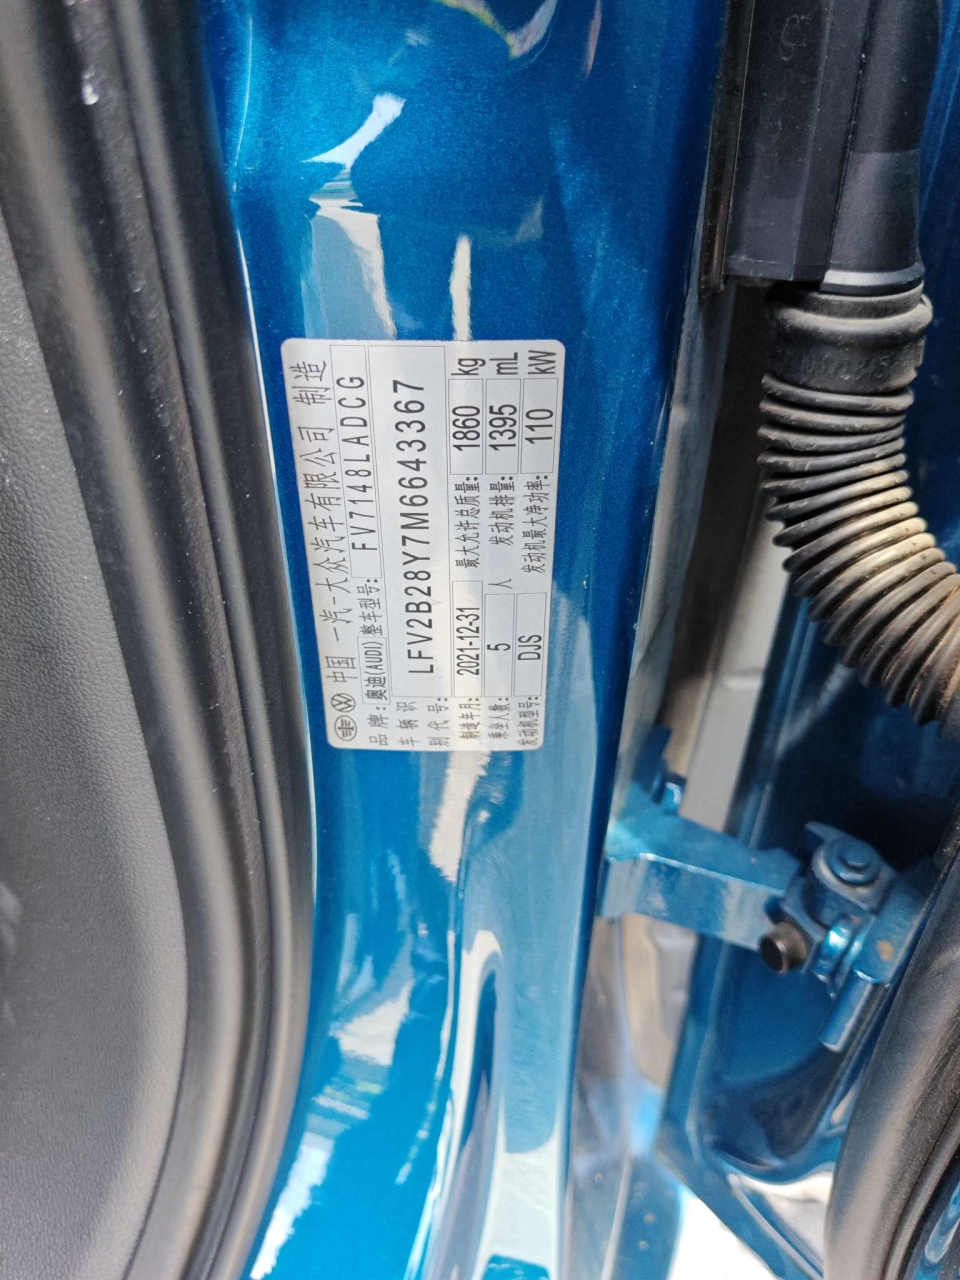 中国 一汽-大众汽车有限公司 制造
品牌: 奥迪(AUDI) 整车型号: FV7148LADCG
车辆识别代号: LFV2B28Y7M6643367
制造年月: 2021-12-31 最大允许总质量: 1860 kg
乘坐人数: 5 人 发动机排量: 1395 mL
发动机型号: DJS 发动机最大净功率: 110 kW